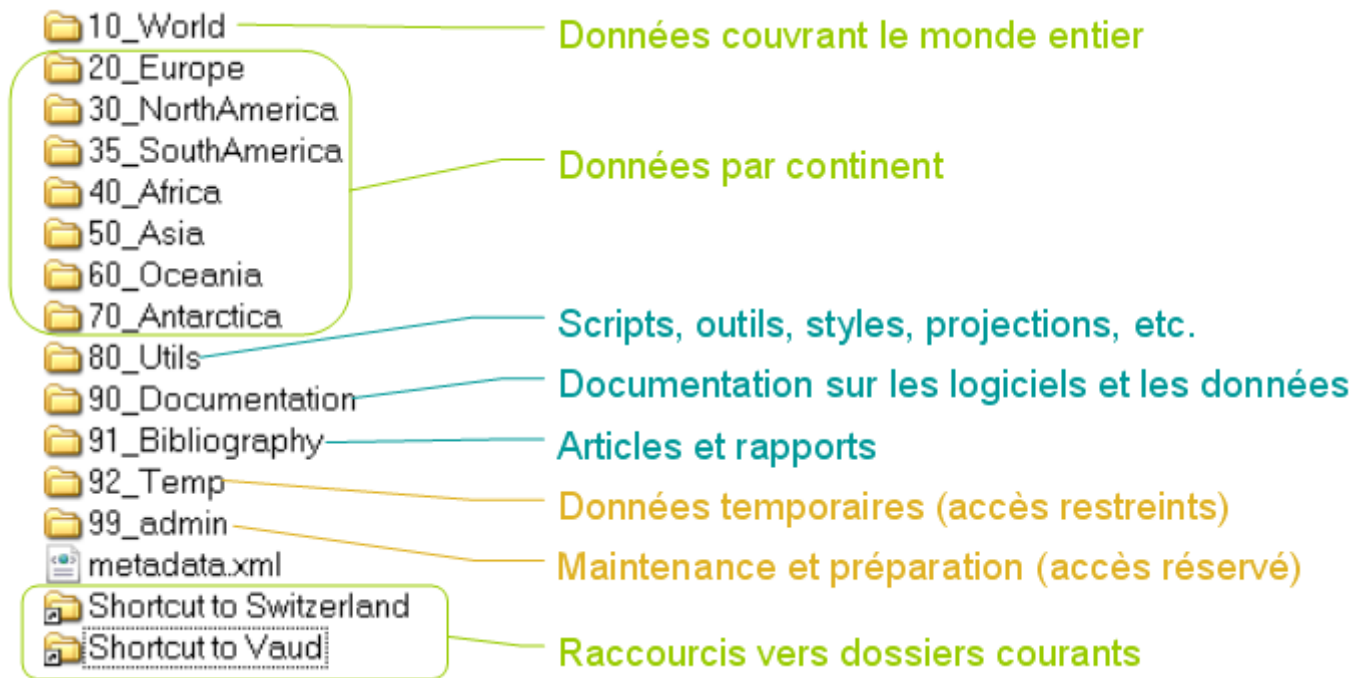 10_World
Données couvrant le monde entier
20_Europe
30_NorthAmerica
35_SouthAmerica
40_Africa
50_Asia
60_Oceania
70_Antarctica
Données par continent
80_Utils
Scripts, outils, styles, projections, etc.
90_Documentation
Documentation sur les logiciels et les données
91_Bibliography
Articles et rapports
92_Temp
Données temporaires (accès restreints)
99_admin
Maintenance et préparation (accès réservé)
metadata.xml
Shortcut to Switzerland
Shortcut to Vaud
Raccourcis vers dossiers courants